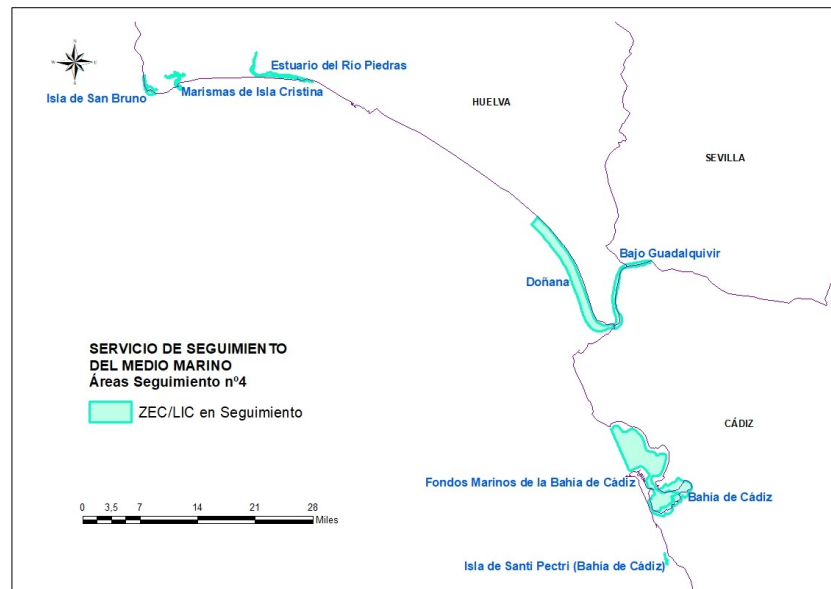 Estuario del Rio Piedras
Isla de San Bruno
Marismas de Isla Cristina
HUELVA
SEVILLA
Bajo Guadalquivir
Doñana
SERVICIO DE SEGUIMIENTO
DEL MEDIO MARINO
Áreas Seguimiento nº4
ZEC/LIC en Seguimiento
CÁDIZ
Fondos Marinos de la Bahía de Cádiz
Bahía de Cádiz
0 3,5 7 14 21 28
Miles
Isla de Santi Pectri (Bahía de Cádiz)